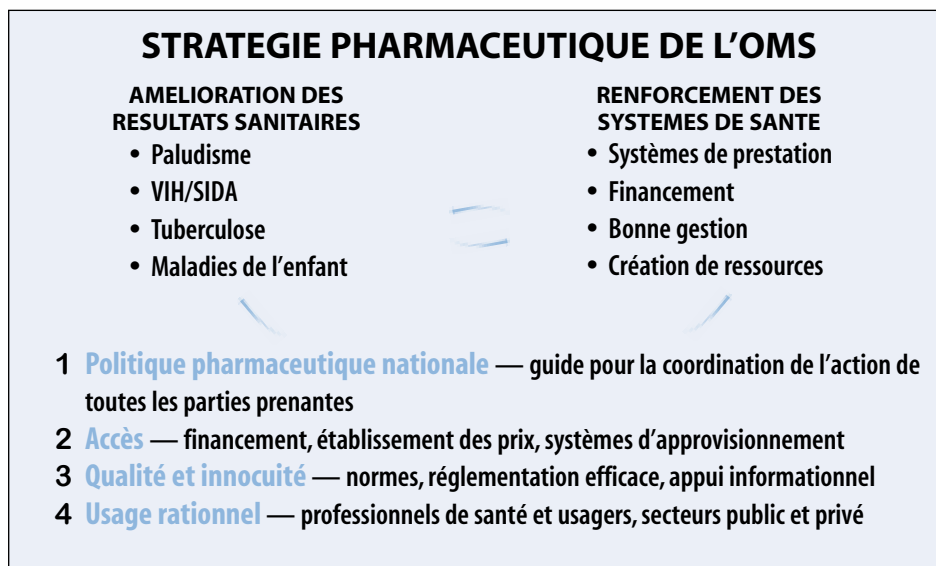 STRATEGIE PHARMACEUTIQUE DE L’OMS
AMELIORATION DES
RESULTATS SANITAIRES
• Paludisme
• VIH/SIDA
• Tuberculose
• Maladies de l’enfant
RENFORCEMENT DES
SYSTEMES DE SANTE
• Systèmes de prestation
• Financement
• Bonne gestion
• Création de ressources
1 Politique pharmaceutique nationale — guide pour la coordination de l’action de
toutes les parties prenantes
2 Accès — financement, établissement des prix, systèmes d’approvisionnement
3 Qualité et innocuité — normes, réglementation efficace, appui informationnel
4 Usage rationnel — professionnels de santé et usagers, secteurs public et privé